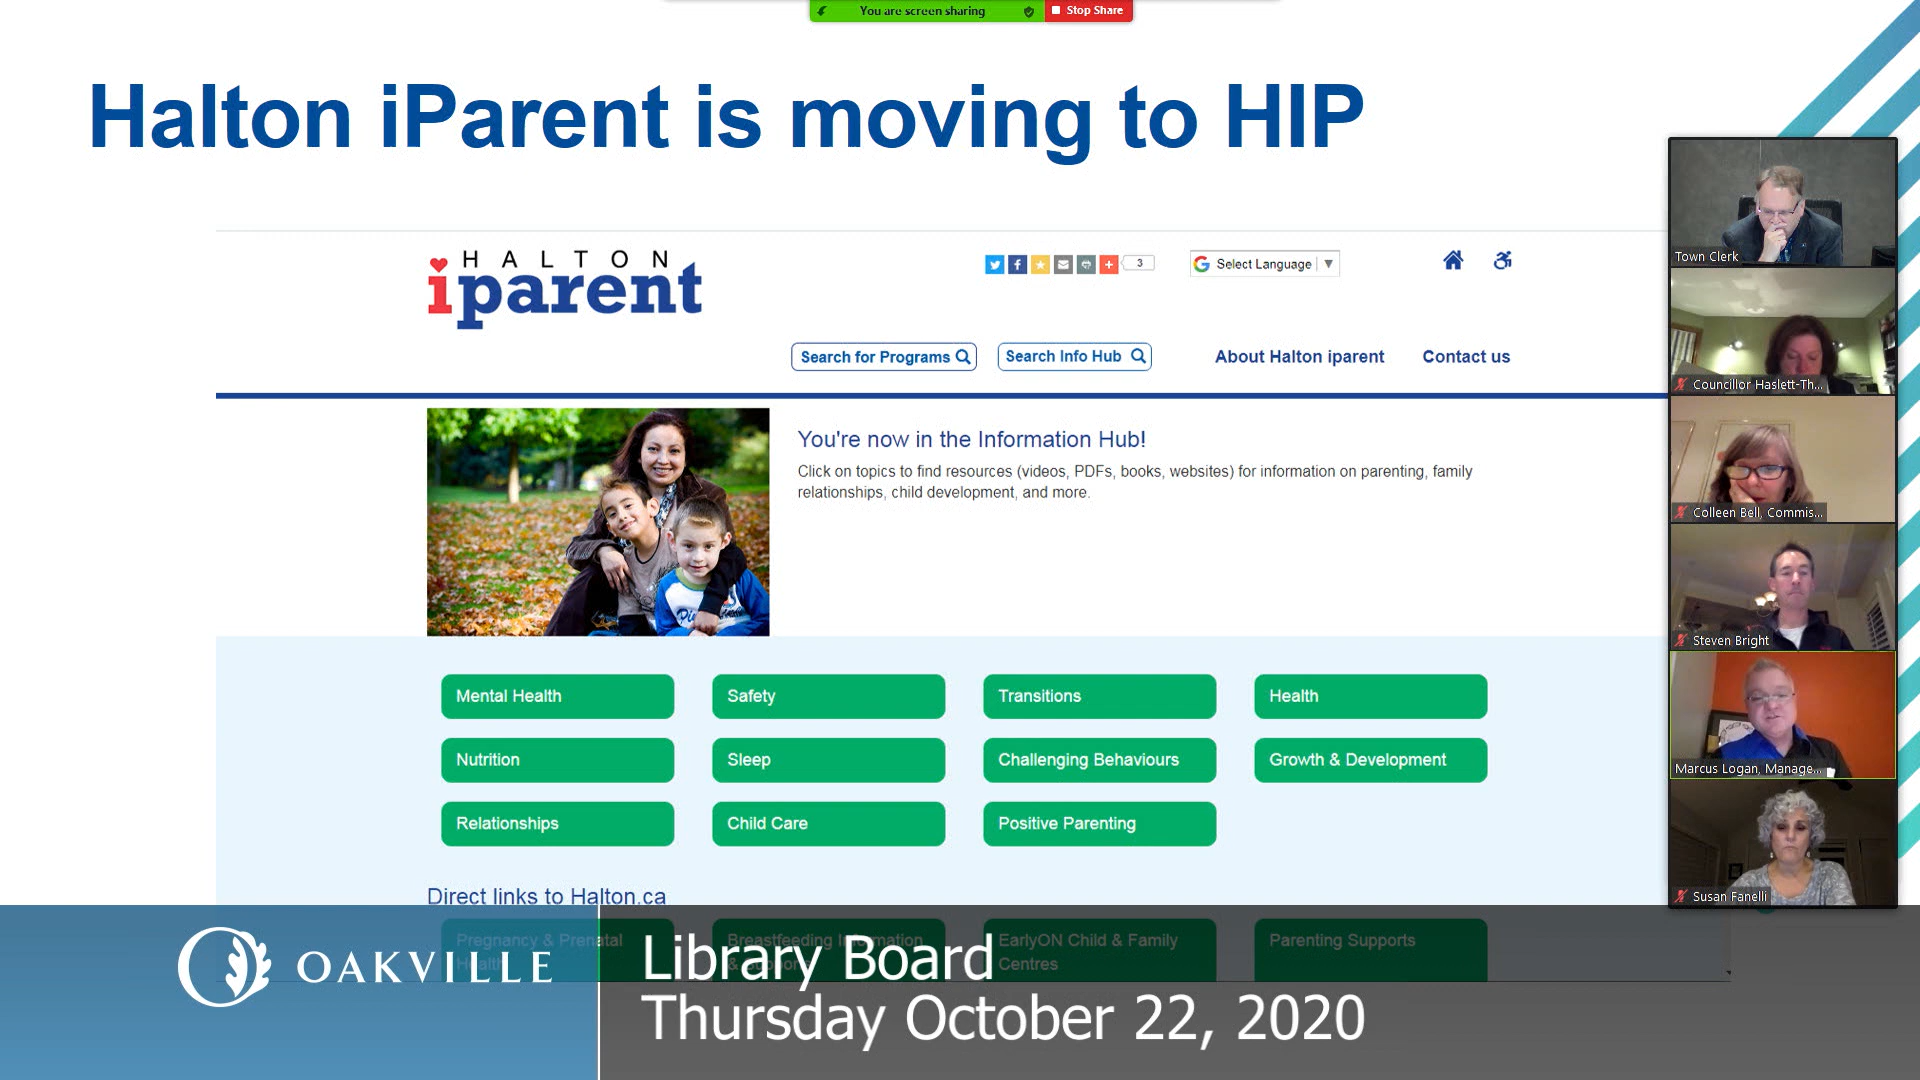 You are screen sharing
Stop Share
Halton iParent is moving to HIP
HALTON
iparent
3
Select Language
Search for Programs
Search Info Hub
About Halton iparent
Contact us
You're now in the Information Hub!
Click on topics to find resources (videos, PDFs, books, websites) for information on parenting, family
relationships, child development, and more.
Mental Health
Safety
Transitions
Health
Nutrition
Sleep
Challenging Behaviours
Growth & Development
Relationships
Child Care
Positive Parenting
Direct links to Halton.ca
Pregnancy & Prenatal
Health
Breastfeeding Information
& Support
EarlyON Child & Family
Centres
Parenting Supports
Town Clerk
Councillor Haslett-Th...
Colleen Bell, Commis...
Steven Bright
Marcus Logan, Manage...
Susan Fanelli
OAKVILLE
Library Board
Thursday October 22, 2020